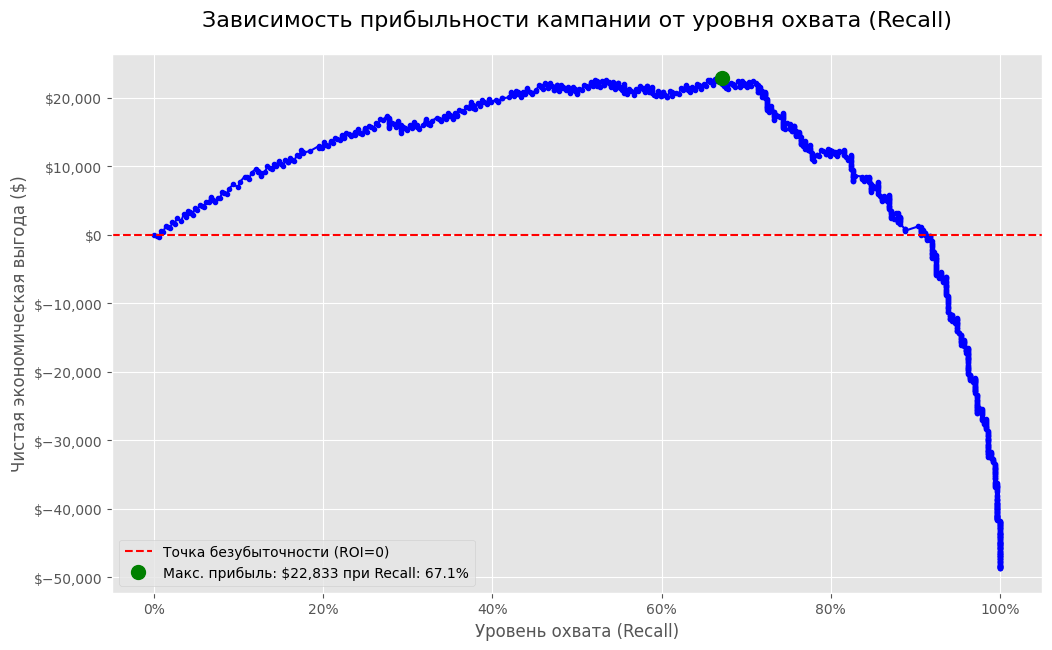 Зависимость прибыльности кампании от уровня охвата (Recall)
Чистая экономическая выгода ($)
$20,000
$10,000
$0
$−10,000
$−20,000
$−30,000
$−40,000
$−50,000
Точка безубыточности (ROI=0)
Макс. прибыль: $22,833 при Recall: 67.1%
0%
20%
40%
60%
80%
100%
Уровень охвата (Recall)